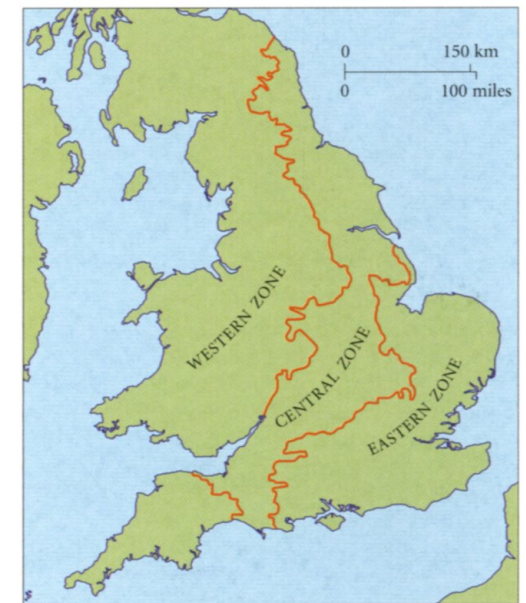 0 150 km
0 100 miles
WESTERN ZONE
CENTRAL ZONE
EASTERN ZONE